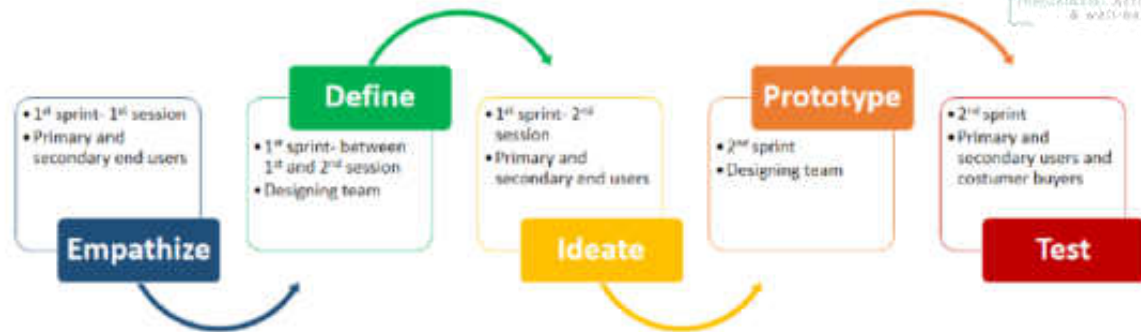 • 1st sprint- 1st session
• Primary and
secondary end users
Empathize
Define
• 1st sprint- between
1st and 2nd session
• Designing team
• 1st sprint- 2nd
session
• Primary and
secondary end users
Ideate
Prototype
• 2nd sprint
• Designing team
• 2nd sprint
• Primary and
secondary users and
costumer buyers
Test